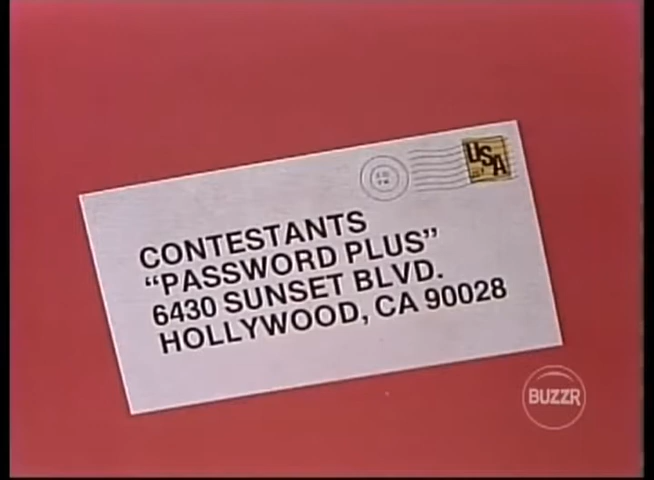 USA
CONTESTANTS
“PASSWORD PLUS”
6430 SUNSET BLVD.
HOLLYWOOD, CA 90028
BUZZR